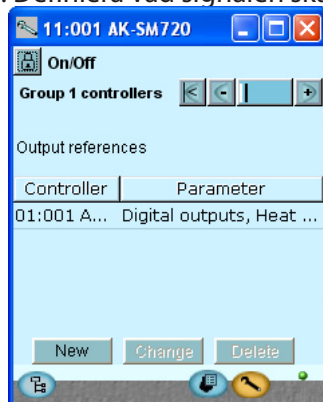 . Definiera vad signalen ska
11:001 AK-SM720
On/Off
Group 1 controllers
Output references
Controller Parameter
01:001 A... Digital outputs, Heat ...
New Change Delete